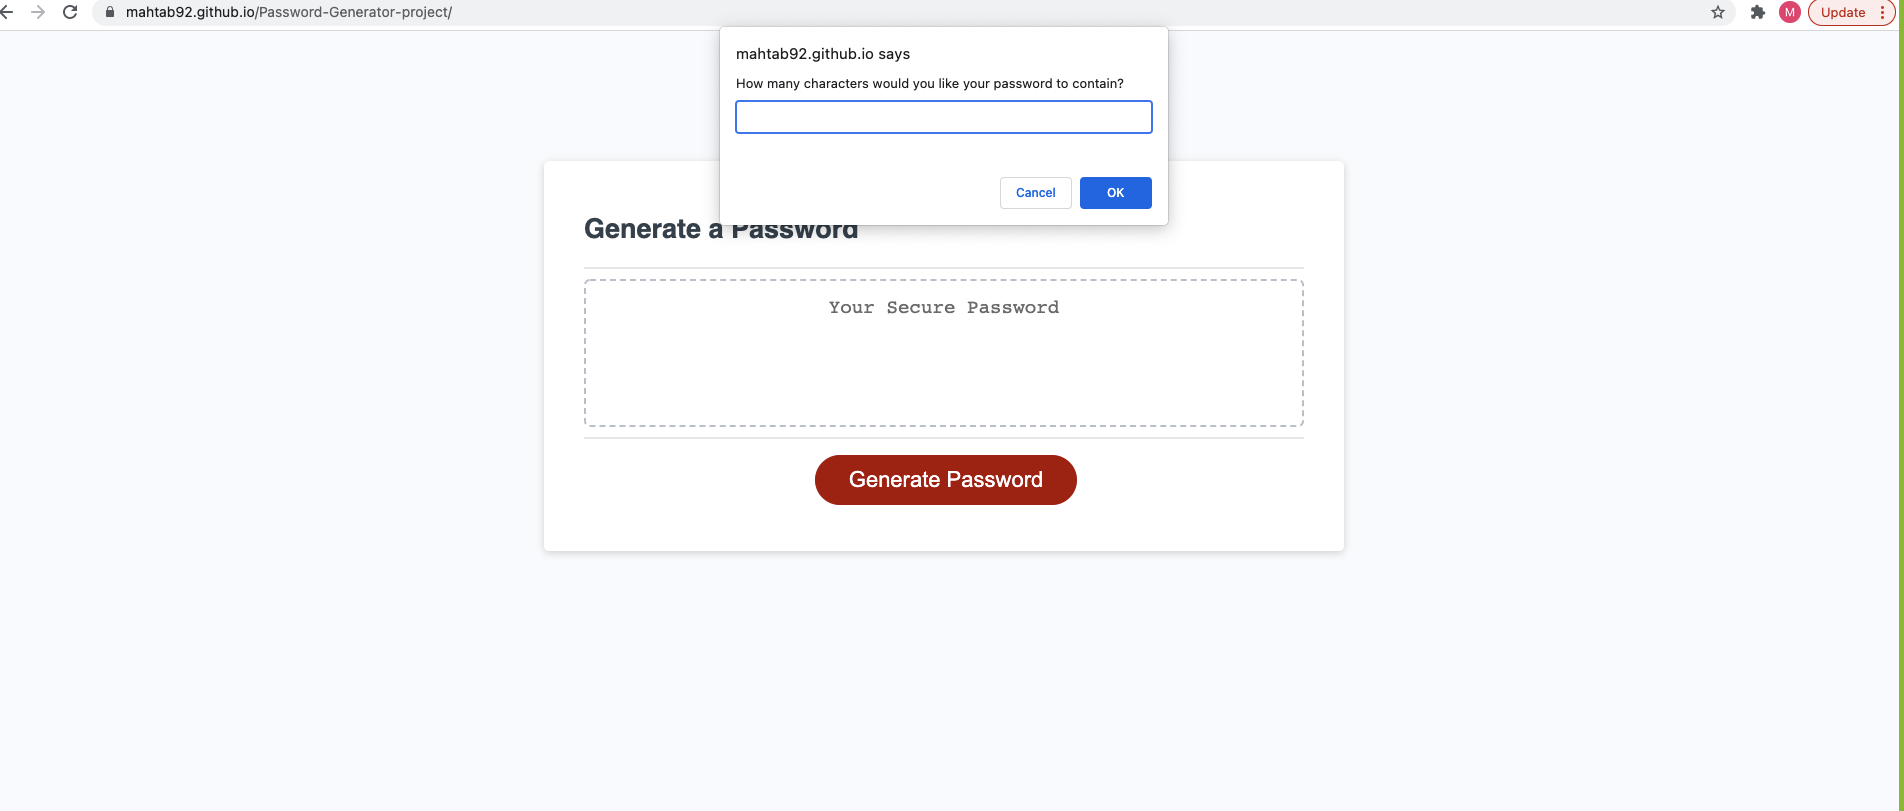 mahtab92.github.io/Password-Generator-project/
M
Update
mahtab92.github.io says
How many characters would you like your password to contain?
Cancel
OK
Generate a Password
Your Secure Password
Generate Password